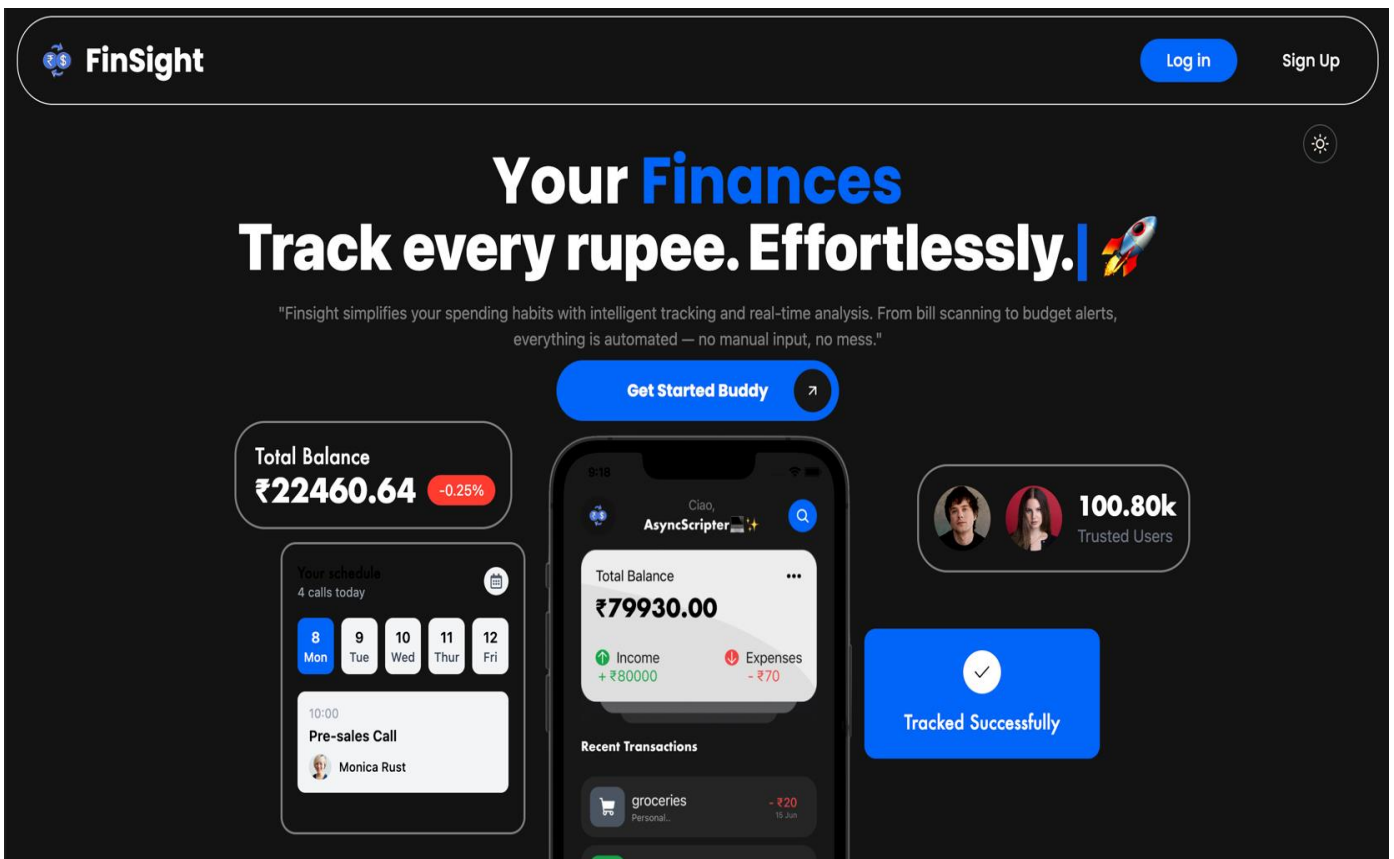 FinSight
Log in
Sign Up
Your Finances
Track every rupee. Effortlessly.
"Finsight simplifies your spending habits with intelligent tracking and real-time analysis. From bill scanning to budget alerts,
everything is automated — no manual input, no mess."
Get Started Buddy
Total Balance
₹22460.64
-0.25%
Your schedule
4 calls today
8
Mon
9
Tue
10
Wed
11
Thur
12
Fri
10:00
Pre-sales Call
Monica Rust
9:18
Ciao,
AsyncScripter
Total Balance
₹79930.00
Income
+ ₹80000
Expenses
- ₹70
Recent Transactions
groceries
Personal..
- ₹20
15 Jun
100.80k
Trusted Users
Tracked Successfully